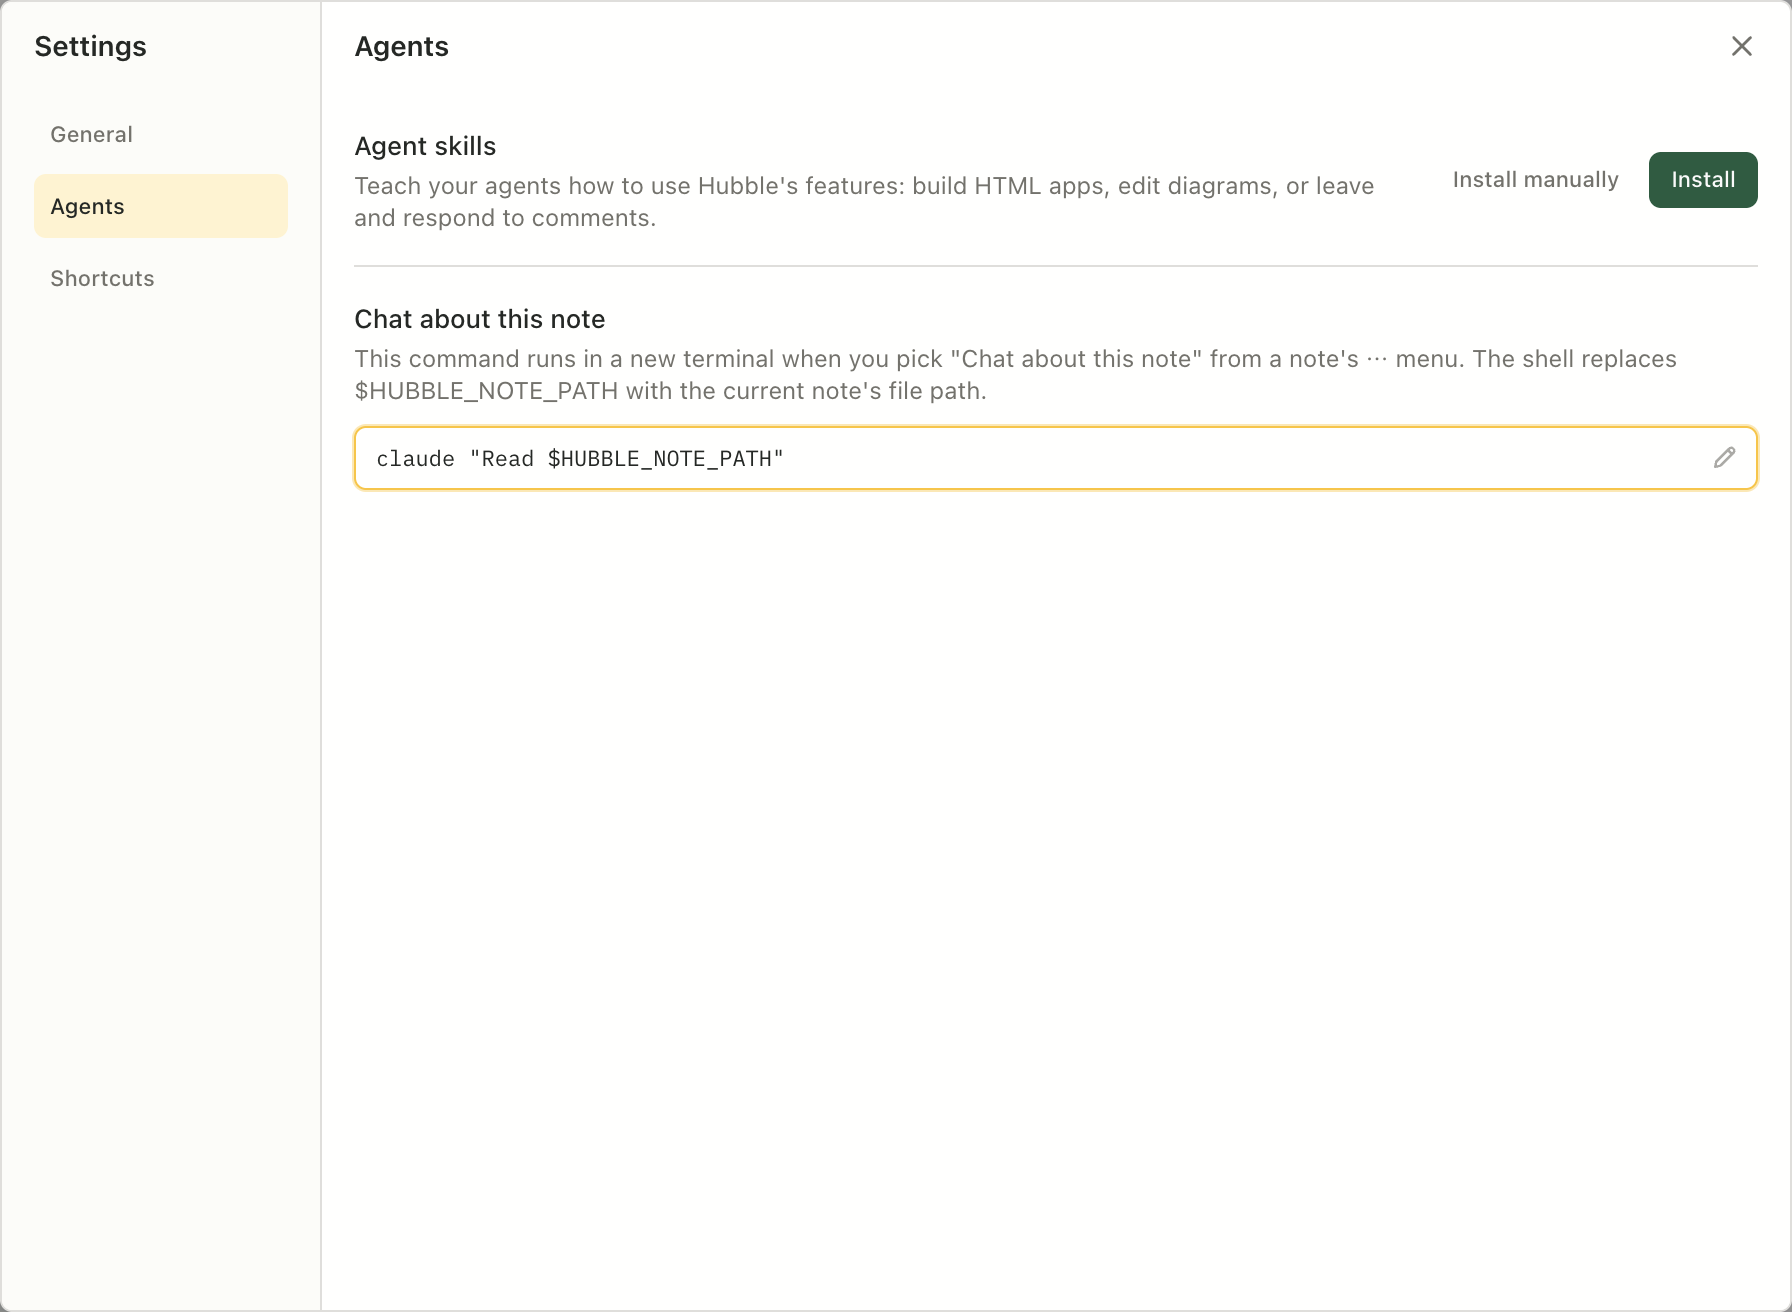 Settings
General
Agents
Shortcuts
Agents
Agent skills
Teach your agents how to use Hubble's features: build HTML apps, edit diagrams, or leave
and respond to comments.
Install manually
Install
Chat about this note
This command runs in a new terminal when you pick "Chat about this note" from a note's ··· menu. The shell replaces
$HUBBLE_NOTE_PATH with the current note's file path.
claude "Read $HUBBLE_NOTE_PATH"